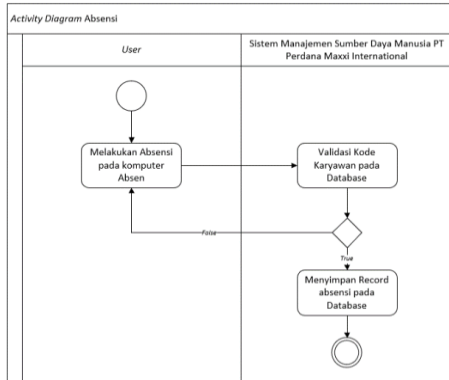 Activity Diagram Absensi
User
Sistem Manajemen Sumber Daya Manusia PT
Perdana Maxxi International
Melakukan Absensi
pada komputer
Absen
Validasi Kode
Karyawan pada
Database
False
True
Menyimpan Record
absensi pada
Database